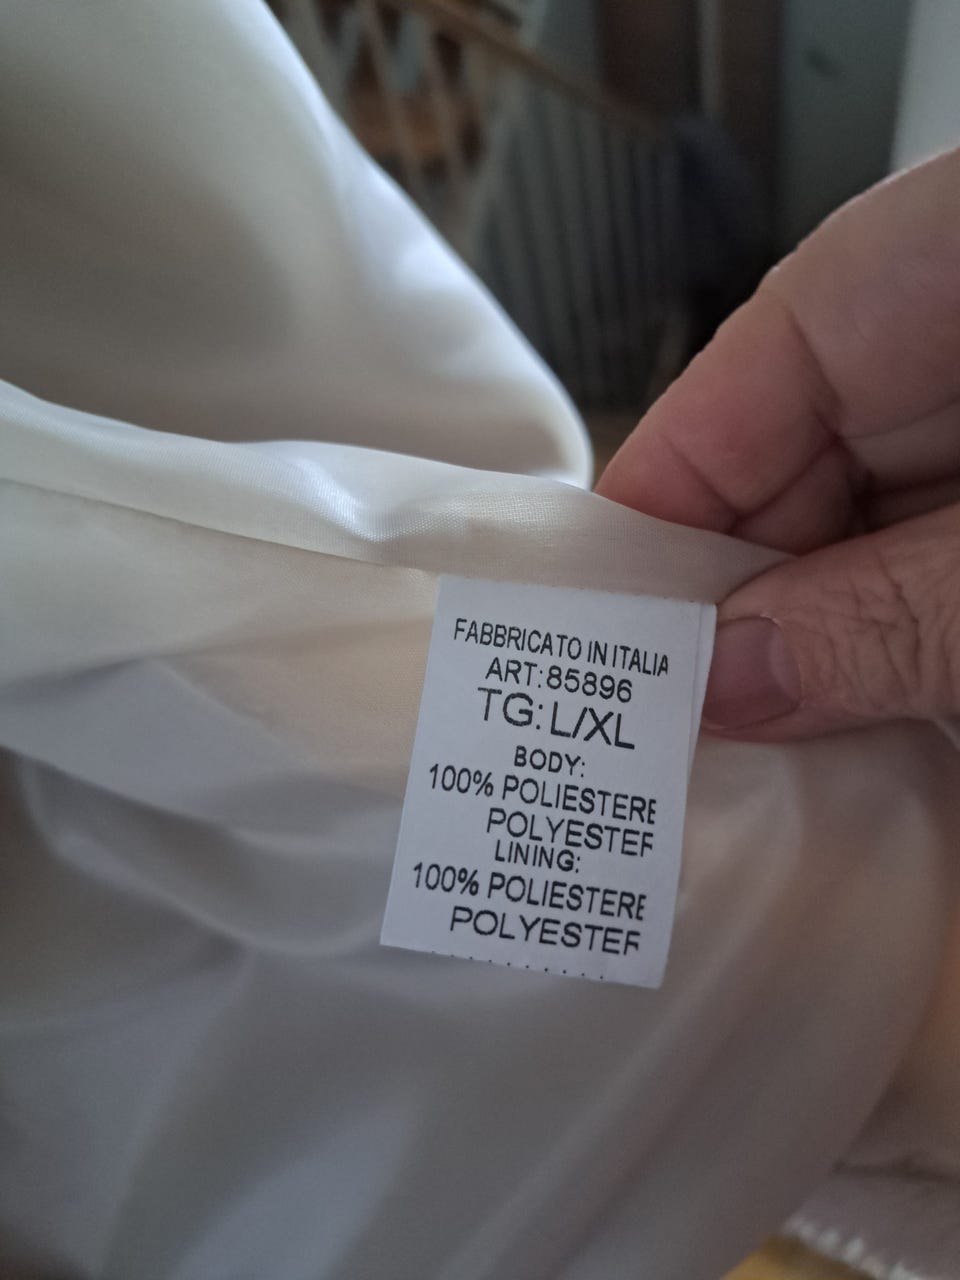 FABBRICATO IN ITALIA
ART:85896
TG:L/XL
BODY:
100% POLIESTERE
POLYESTER
LINING:
100% POLIESTERE
POLYESTER